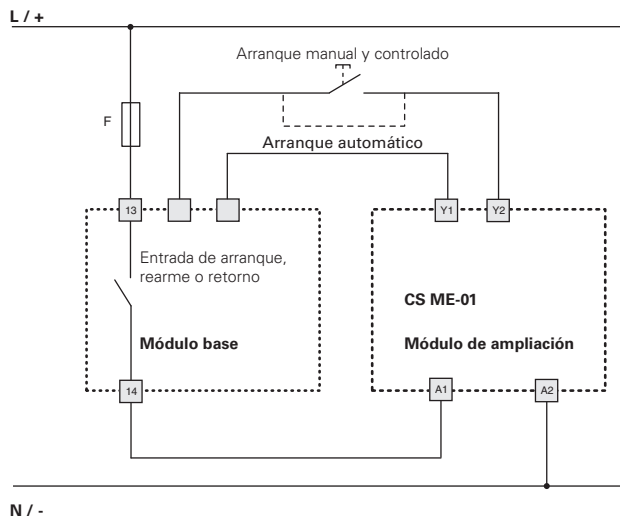 L / +
Arranque manual y controlado
F
Arranque automático
13
Y1
Y2
Entrada de arranque,
rearme o retorno
CS ME-01
Módulo base
Módulo de ampliación
14
A1
A2
N / -